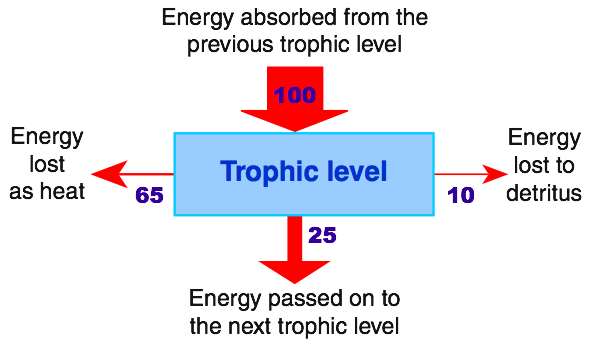 Energy absorbed from the
previous trophic level
100
Energy
lost
as heat
65
Trophic level
10
Energy
lost to
detritus
25
Energy passed on to
the next trophic level